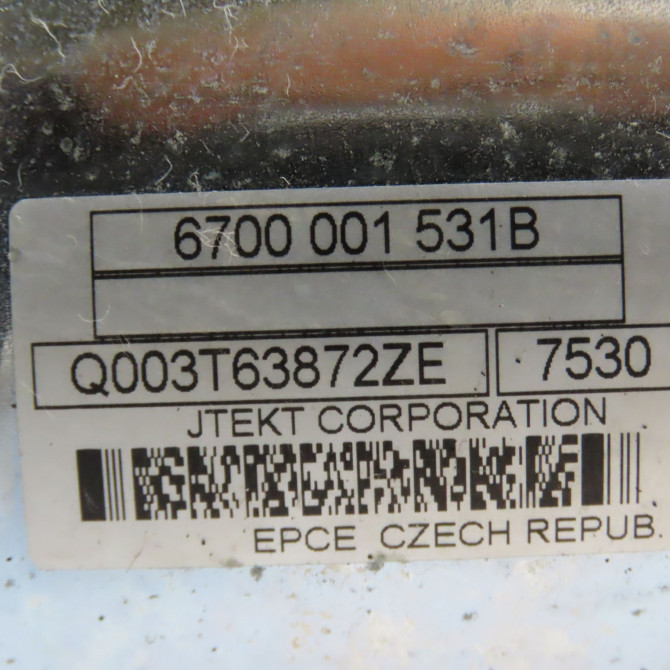 6700 001 531B
Q003T63872ZE 7530
JTEKT CORPORATION
EPCE CZECH REPUB.